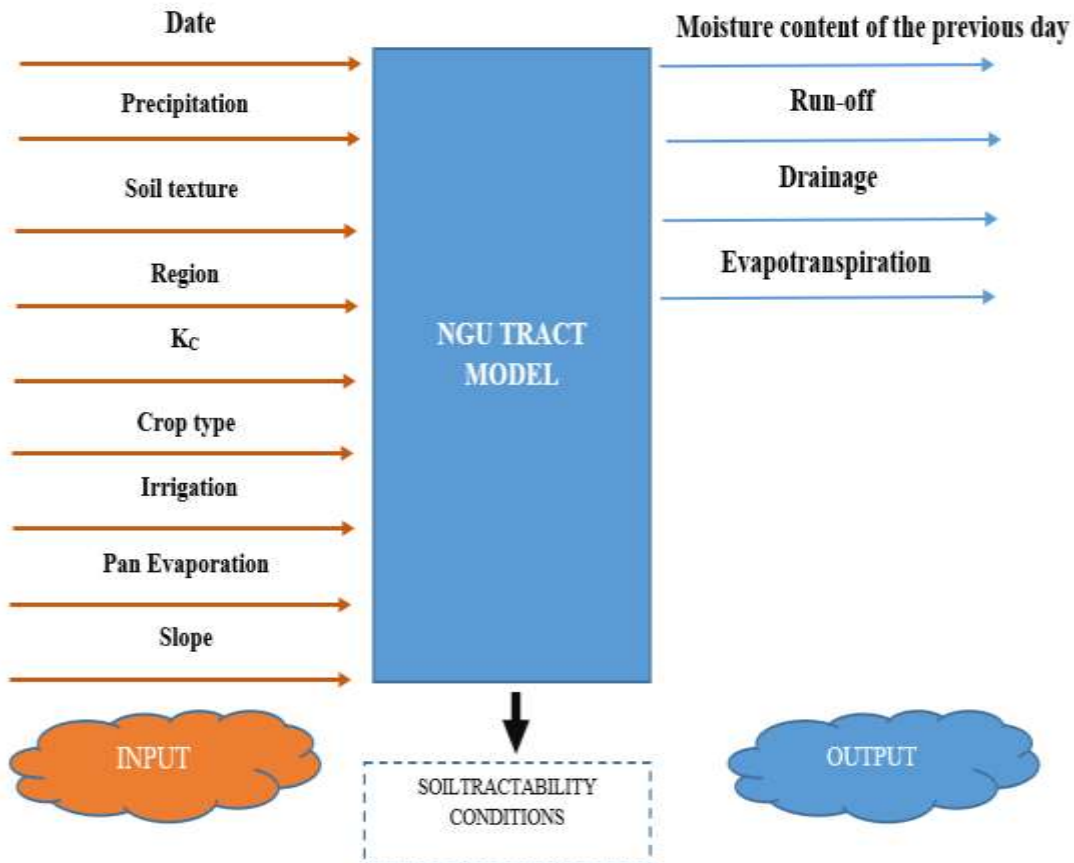 Date
Precipitation
Soil texture
Region
KC
Crop type
Irrigation
Pan Evaporation
Slope
INPUT
NGU TRACT
MODEL
SOILTRACTABILITY
CONDITIONS
Moisture content of the previous day
Run-off
Drainage
Evapotranspiration
OUTPUT